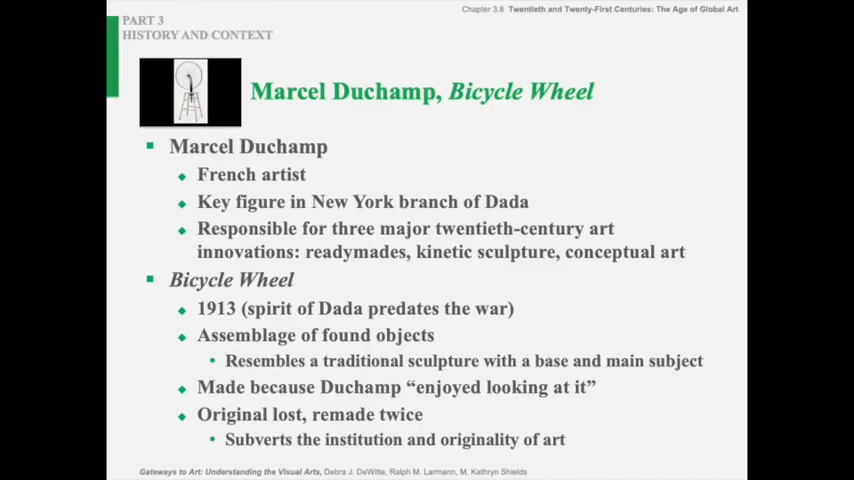 Chapter 3.8 Twentieth and Twenty-First Centuries: The Age of Global Art
PART 3
HISTORY AND CONTEXT
Marcel Duchamp, Bicycle Wheel
▪ Marcel Duchamp
◆ French artist
◆ Key figure in New York branch of Dada
◆ Responsible for three major twentieth-century art
innovations: readymades, kinetic sculpture, conceptual art
▪ Bicycle Wheel
◆ 1913 (spirit of Dada predates the war)
◆ Assemblage of found objects
• Resembles a traditional sculpture with a base and main subject
◆ Made because Duchamp “enjoyed looking at it”
◆ Original lost, remade twice
• Subverts the institution and originality of art
Gateways to Art: Understanding the Visual Arts, Debra J. DeWitte, Ralph M. Larmann, M. Kathryn Shields